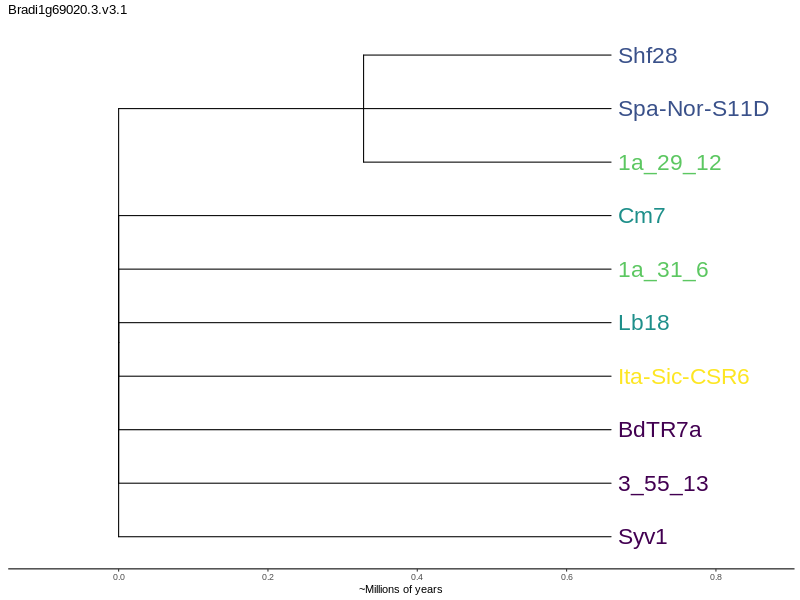 Bradi1g69020.3.v3.1
Shf28
Spa-Nor-S11D
1a_29_12
Cm7
1a_31_6
Lb18
Ita-Sic-CSR6
BdTR7a
3_55_13
Syv1
0.0 0.2 0.4 0.6 0.8
~Millions of years